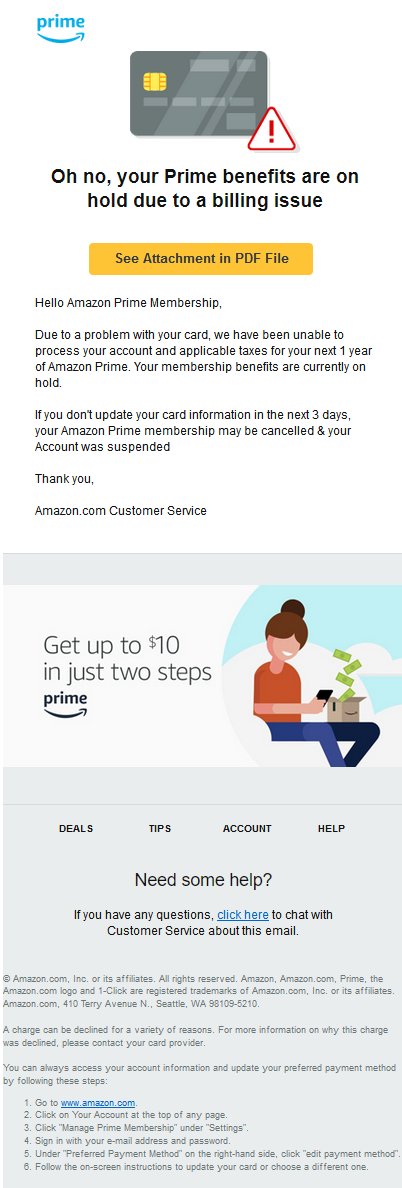 prime
Oh no, your Prime benefits are on
hold due to a billing issue
See Attachment in PDF File
Hello Amazon Prime Membership,
Due to a problem with your card, we have been unable to
process your account and applicable taxes for your next 1 year
of Amazon Prime. Your membership benefits are currently on
hold.
If you don't update your card information in the next 3 days,
your Amazon Prime membership may be cancelled & your
Account was suspended
Thank you,
Amazon.com Customer Service
Get up to $10
in just two steps
prime
DEALS TIPS ACCOUNT HELP
Need some help?
If you have any questions, click here to chat with
Customer Service about this email.
© Amazon.com, Inc. or its affiliates. All rights reserved. Amazon, Amazon.com, Prime, the
Amazon.com logo and 1-Click are registered trademarks of Amazon.com, Inc. or its affiliates.
Amazon.com, 410 Terry Avenue N., Seattle, WA 98109-5210.
A charge can be declined for a variety of reasons. For more information on why this charge
was declined, please contact your card provider.
You can always access your account information and update your preferred payment method
by following these steps:
1. Go to www.amazon.com.
2. Click on Your Account at the top of any page.
3. Click "Manage Prime Membership" under "Settings".
4. Sign in with your e-mail address and password.
5. Under "Preferred Payment Method" on the right-hand side, click "edit payment method".
6. Follow the on-screen instructions to update your card or choose a different one.